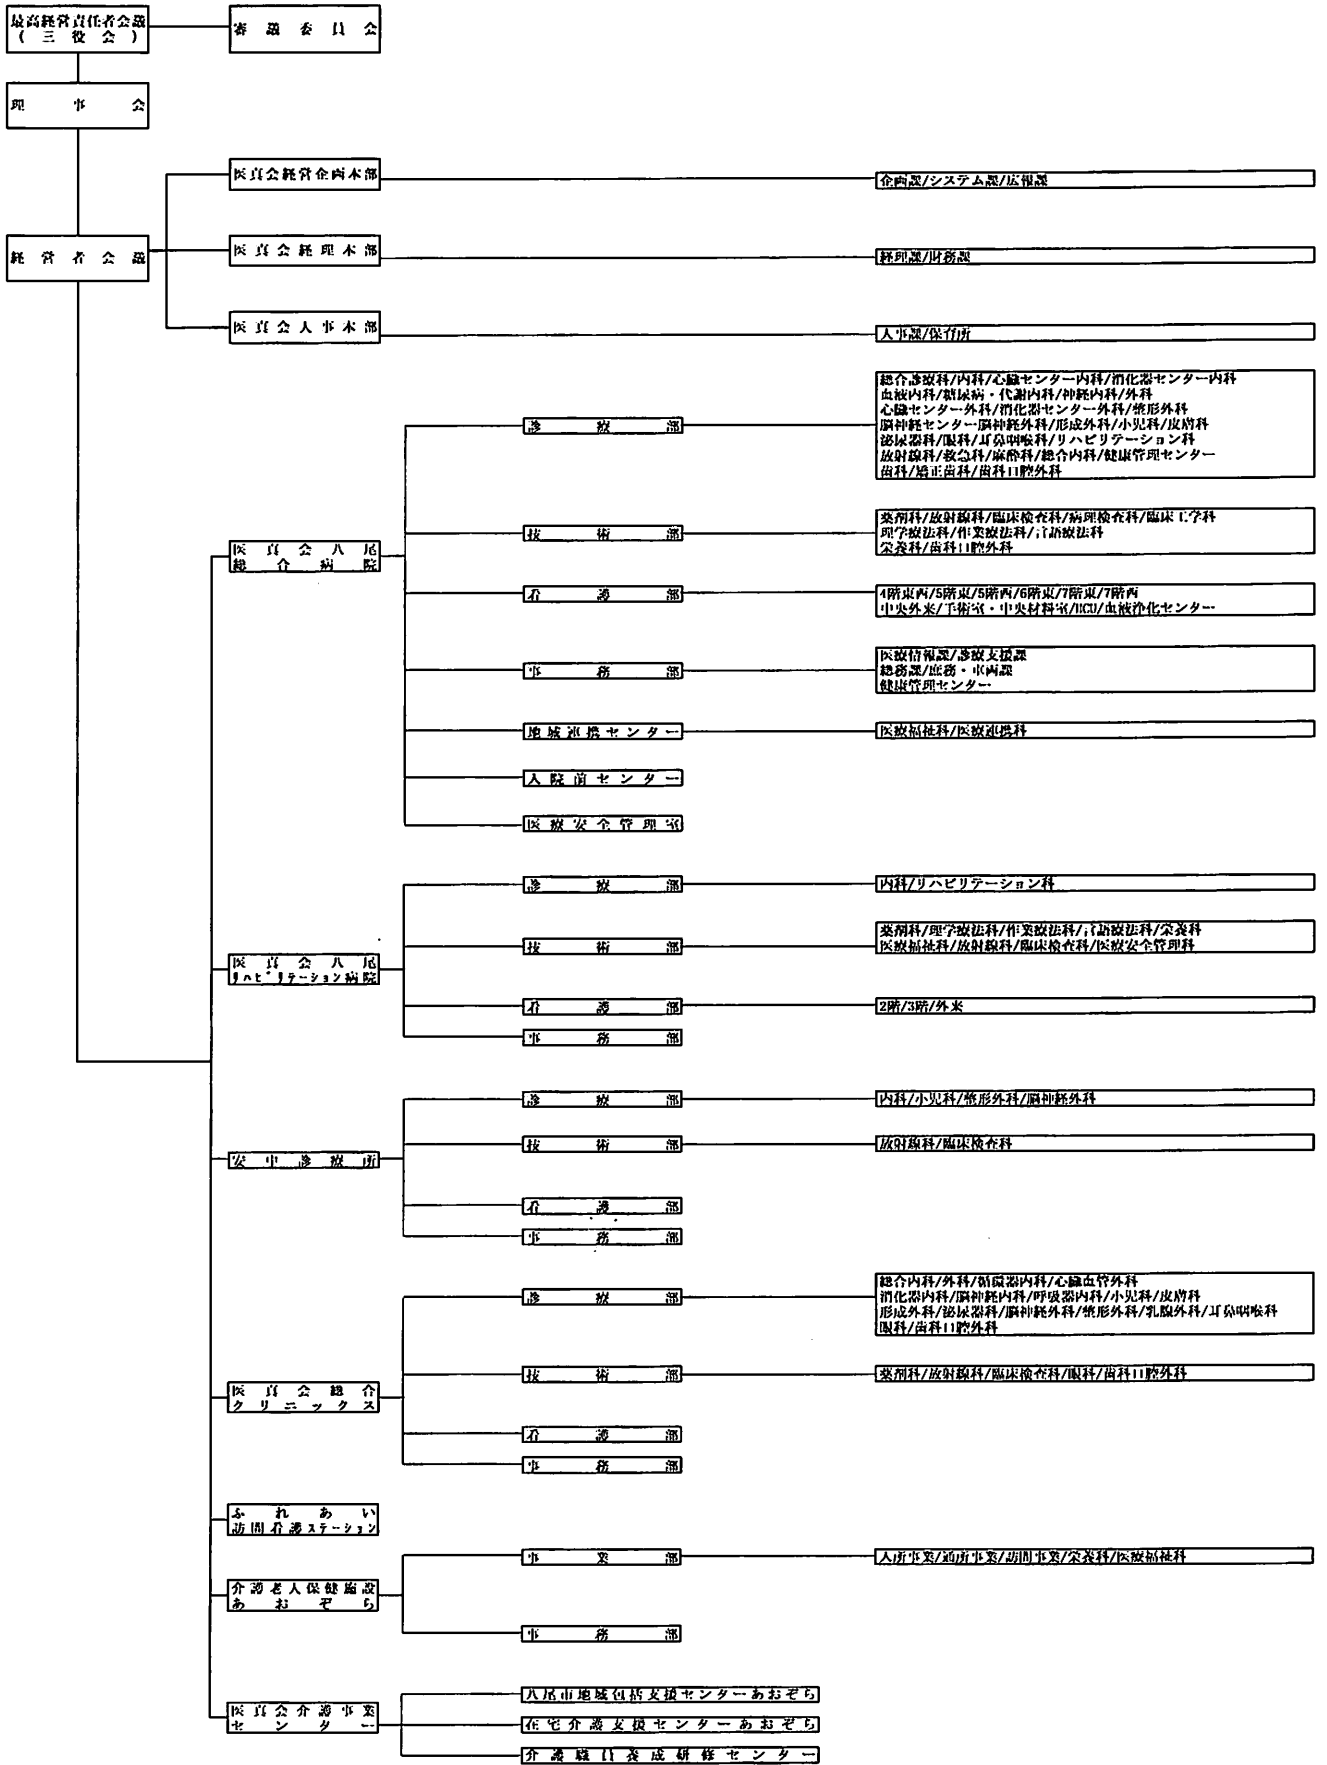 最高経営責任者会議
(三役会)
審議委員会
理事会
経営者会議
医真会経営企画本部
企画課/システム課/広報課
医真会経理本部
経理課/財務課
医真会人事本部
人事課/保育所
医真会八尾
総合病院
診療部
総合診療科/内科/心臓センター内科/消化器センター内科
血液内科/糖尿病・代謝内科/神経内科/外科
心臓センター外科/消化器センター外科/整形外科
脳神経センター脳神経外科/形成外科/小児科/皮膚科
泌尿器科/眼科/耳鼻咽喉科/リハビリテーション科
放射線科/救急科/麻酔科/総合内科/健康管理センター
歯科/矯正歯科/歯科口腔外科
技術部
薬剤科/放射線科/臨床検査科/病理検査科/臨床工学科
理学療法科/作業療法科/言語療法科
栄養科/歯科口腔外科
看護部
4階東西/5階東/5階西/6階東/7階東/7階西
中央外来/手術室・中央材料室/HCU/血液浄化センター
事務部
医療情報課/診療支援課
総務課/庶務・車両課
健康管理センター
地域連携センター
医療福祉科/医療連携科
入院前センター
医療安全管理室
医真会八尾
リハビリテーション病院
診療部
内科/リハビリテーション科
技術部
薬剤科/理学療法科/作業療法科/言語療法科/栄養科
医療福祉科/放射線科/臨床検査科/医療安全管理科
看護部
2階/3階/外来
事務部
安中診療所
診療部
内科/小児科/整形外科/脳神経外科
技術部
放射線科/臨床検査科
看護部
事務部
医真会総合
クリニックス
診療部
総合内科/外科/循環器内科/心臓血管外科
消化器内科/脳神経内科/呼吸器内科/小児科/皮膚科
形成外科/泌尿器科/脳神経外科/整形外科/乳腺外科/耳鼻咽喉科
眼科/歯科口腔外科
技術部
薬剤科/放射線科/臨床検査科/眼科/歯科口腔外科
看護部
事務部
ふれあい
訪問看護ステーション
介護老人保健施設
あおぞら
事業部
入所事業/通所事業/訪問事業/栄養科/医療福祉科
事務部
医真会介護事業
センター
八尾市地域包括支援センターあおぞら
在宅介護支援センターあおぞら
介護職員養成研修センター